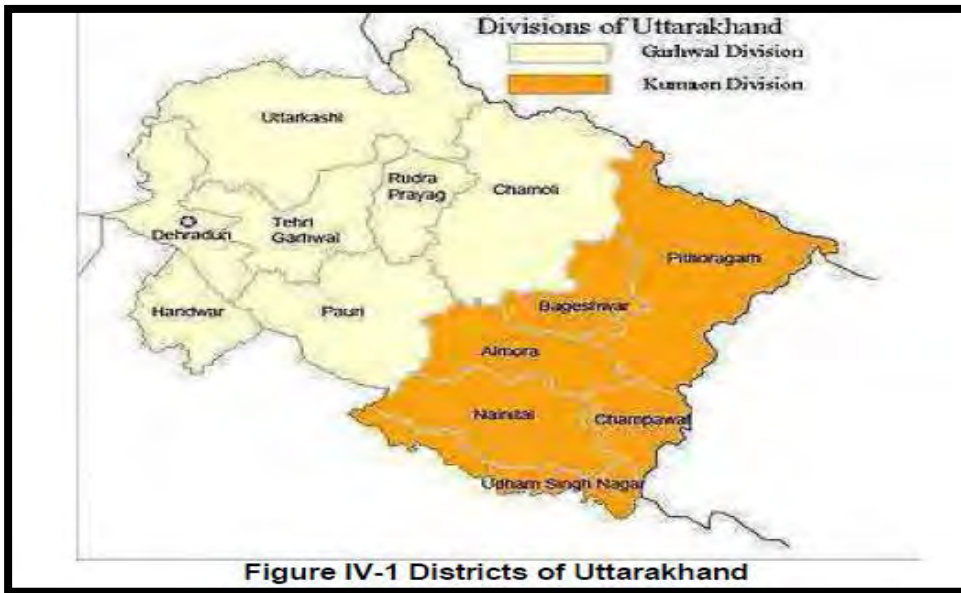 Divisions of Uttarakhand
Garhwal Division
Kumaon Division
Uttarkashi
Rudra
Prayag
Chamoli
Dehradun
Tehri
Garhwal
Pithoragarh
Haridwar
Pauri
Bageshwar
Almora
Nainital
Champawat
Udham Singh Nagar
Figure IV-1 Districts of Uttarakhand